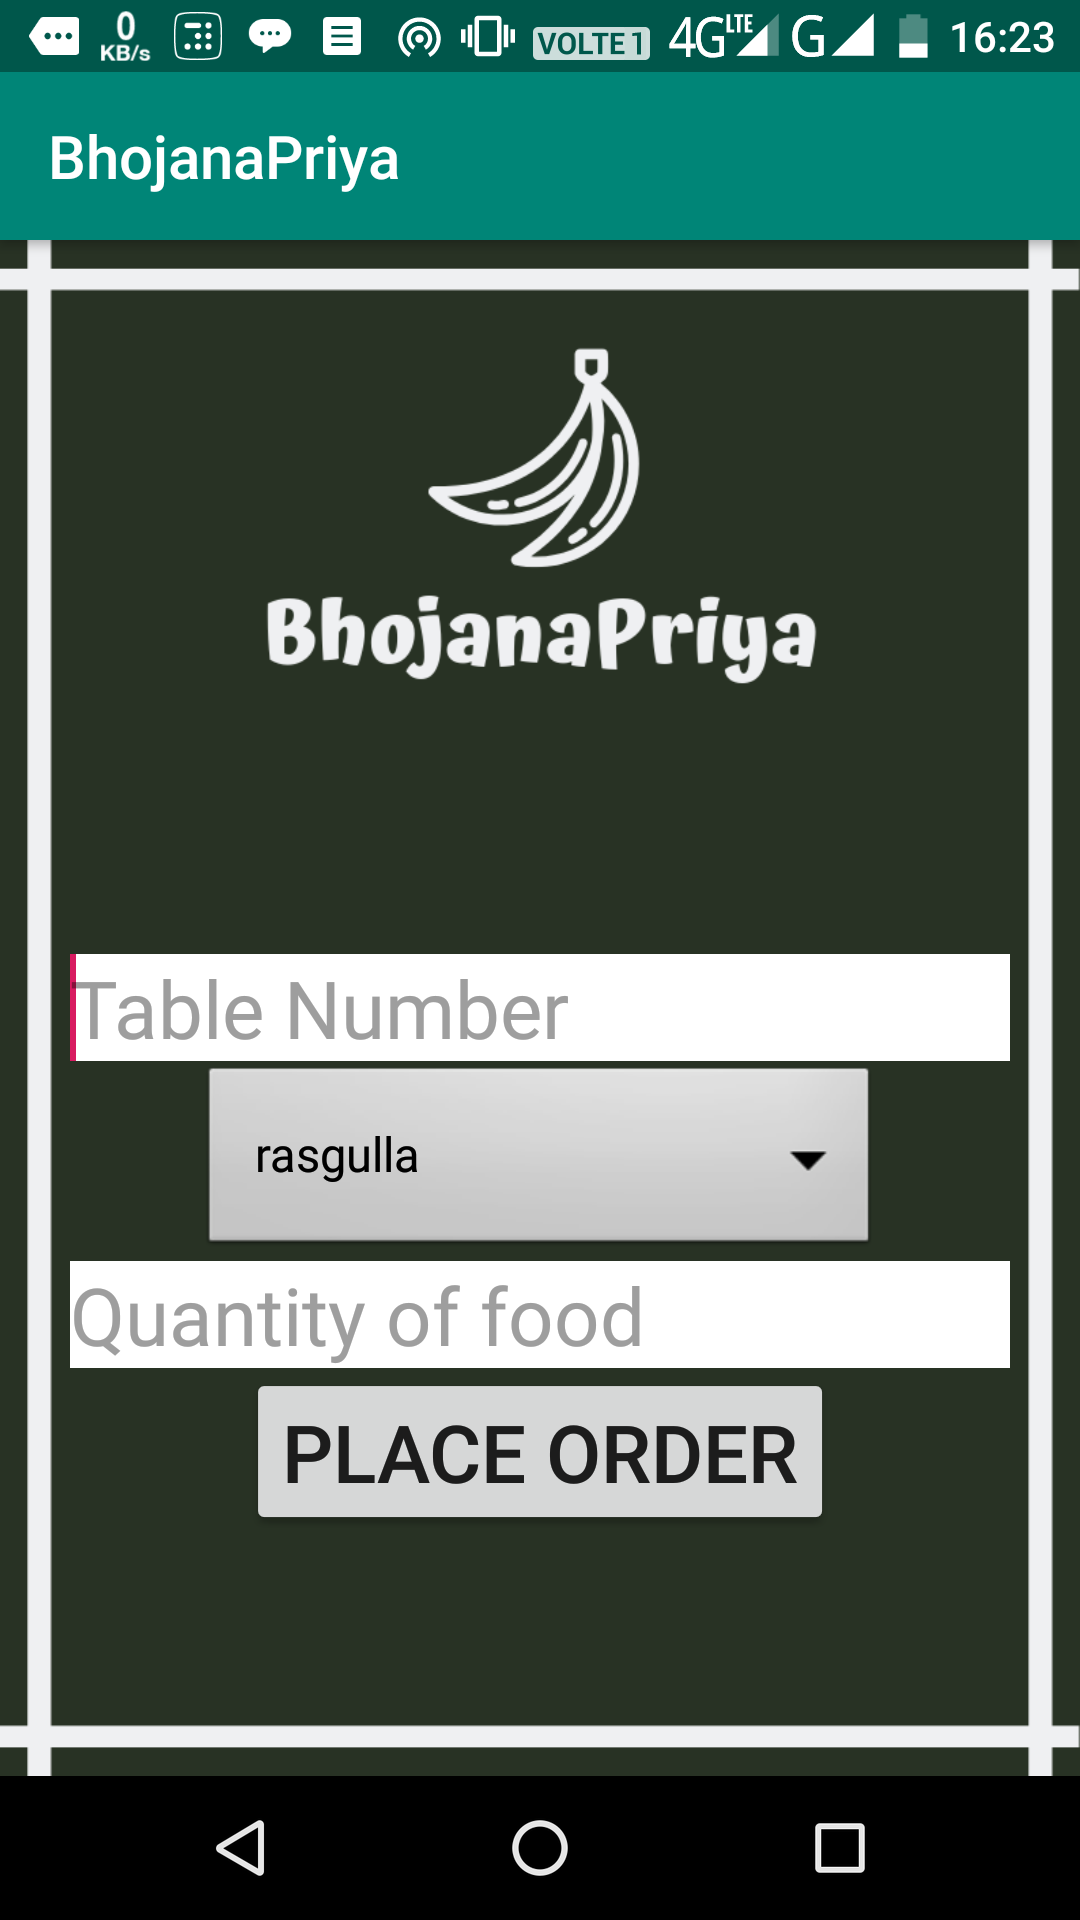 0
KB/s
VOLTE 1
4G LTE
G
16:23
BhojanaPriya
BhojanaPriya
Table Number
rasgulla
Quantity of food
PLACE ORDER